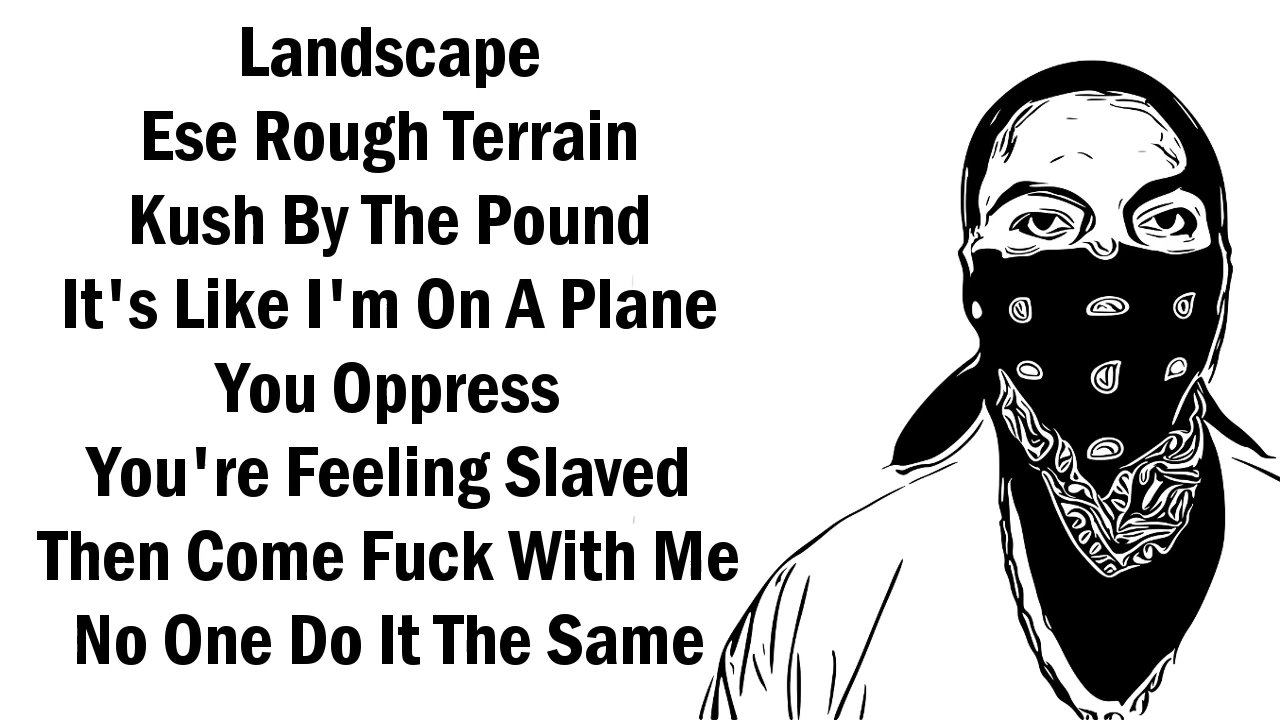 Landscape
Ese Rough Terrain
Kush By The Pound
It's Like I'm On A Plane
You Oppress
You're Feeling Slaved
Then Come Fuck With Me
No One Do It The Same